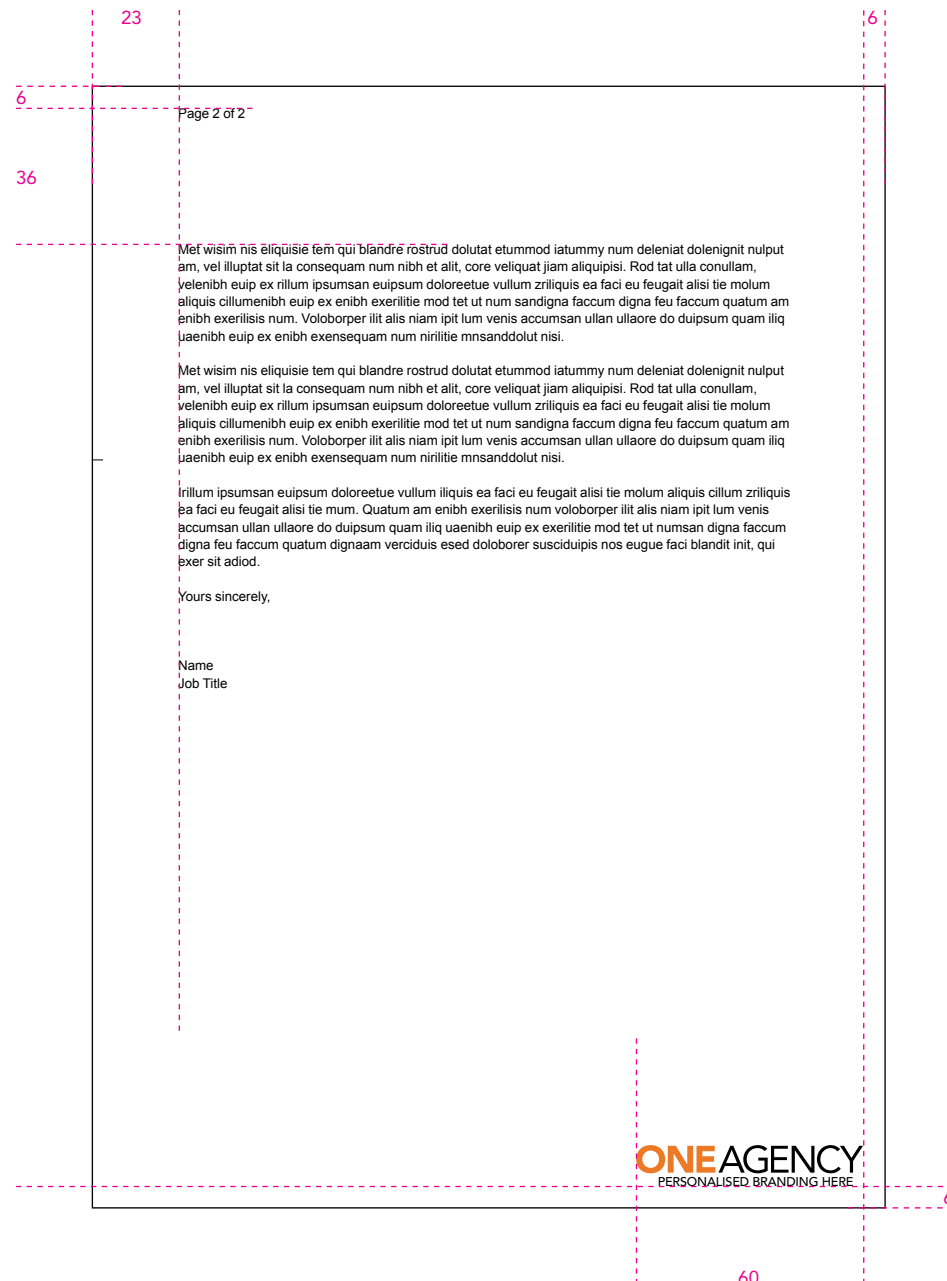 23
6
6
Page 2 of 2
36
Met wisim nis eliquisie tem qui blandre rostrud dolutat etummod iatummy num deleniat dolenignit nulput
am, vel illuptat sit la consequam num nibh et alit, core veliquat jiam aliquipisi. Rod tat ulla conullam,
velenibh euip ex rillum ipsumsan euipsum doloreetue vullum zriliquis ea faci eu feugait alisi tie molum
aliquis cillumenibh euip ex enibh exerilitie mod tet ut num sandigna faccum digna feu faccum quatum am
enibh exerilisis num. Voloborper ilit alis niam ipit lum venis accumsan ullan ullaore do duipsum quam iliq
uaenibh euip ex enibh exensequam num nirilitie mnsanddolut nisi.
Met wisim nis eliquisie tem qui blandre rostrud dolutat etummod iatummy num deleniat dolenignit nulput
am, vel illuptat sit la consequam num nibh et alit, core veliquat jiam aliquipisi. Rod tat ulla conullam,
velenibh euip ex rillum ipsumsan euipsum doloreetue vullum zriliquis ea faci eu feugait alisi tie molum
aliquis cillumenibh euip ex enibh exerilitie mod tet ut num sandigna faccum digna feu faccum quatum am
enibh exerilisis num. Voloborper ilit alis niam ipit lum venis accumsan ullan ullaore do duipsum quam iliq
uaenibh euip ex enibh exensequam num nirilitie mnsanddolut nisi.
Irillum ipsumsan euipsum doloreetue vullum iliquis ea faci eu feugait alisi tie molum aliquis cillum zriliquis
ea faci eu feugait alisi tie mum. Quatum am enibh exerilisis num voloborper ilit alis niam ipit lum venis
accumsan ullan ullaore do duipsum quam iliq uaenibh euip ex exerilitie mod tet ut numsan digna faccum
digna feu faccum quatum dignaam verciduis esed doloborer susciduipis nos eugue faci blandit init, qui
exer sit adiod.
Yours sincerely,
Name
Job Title
ONEAGENCY
PERSONALISED BRANDING HERE
60